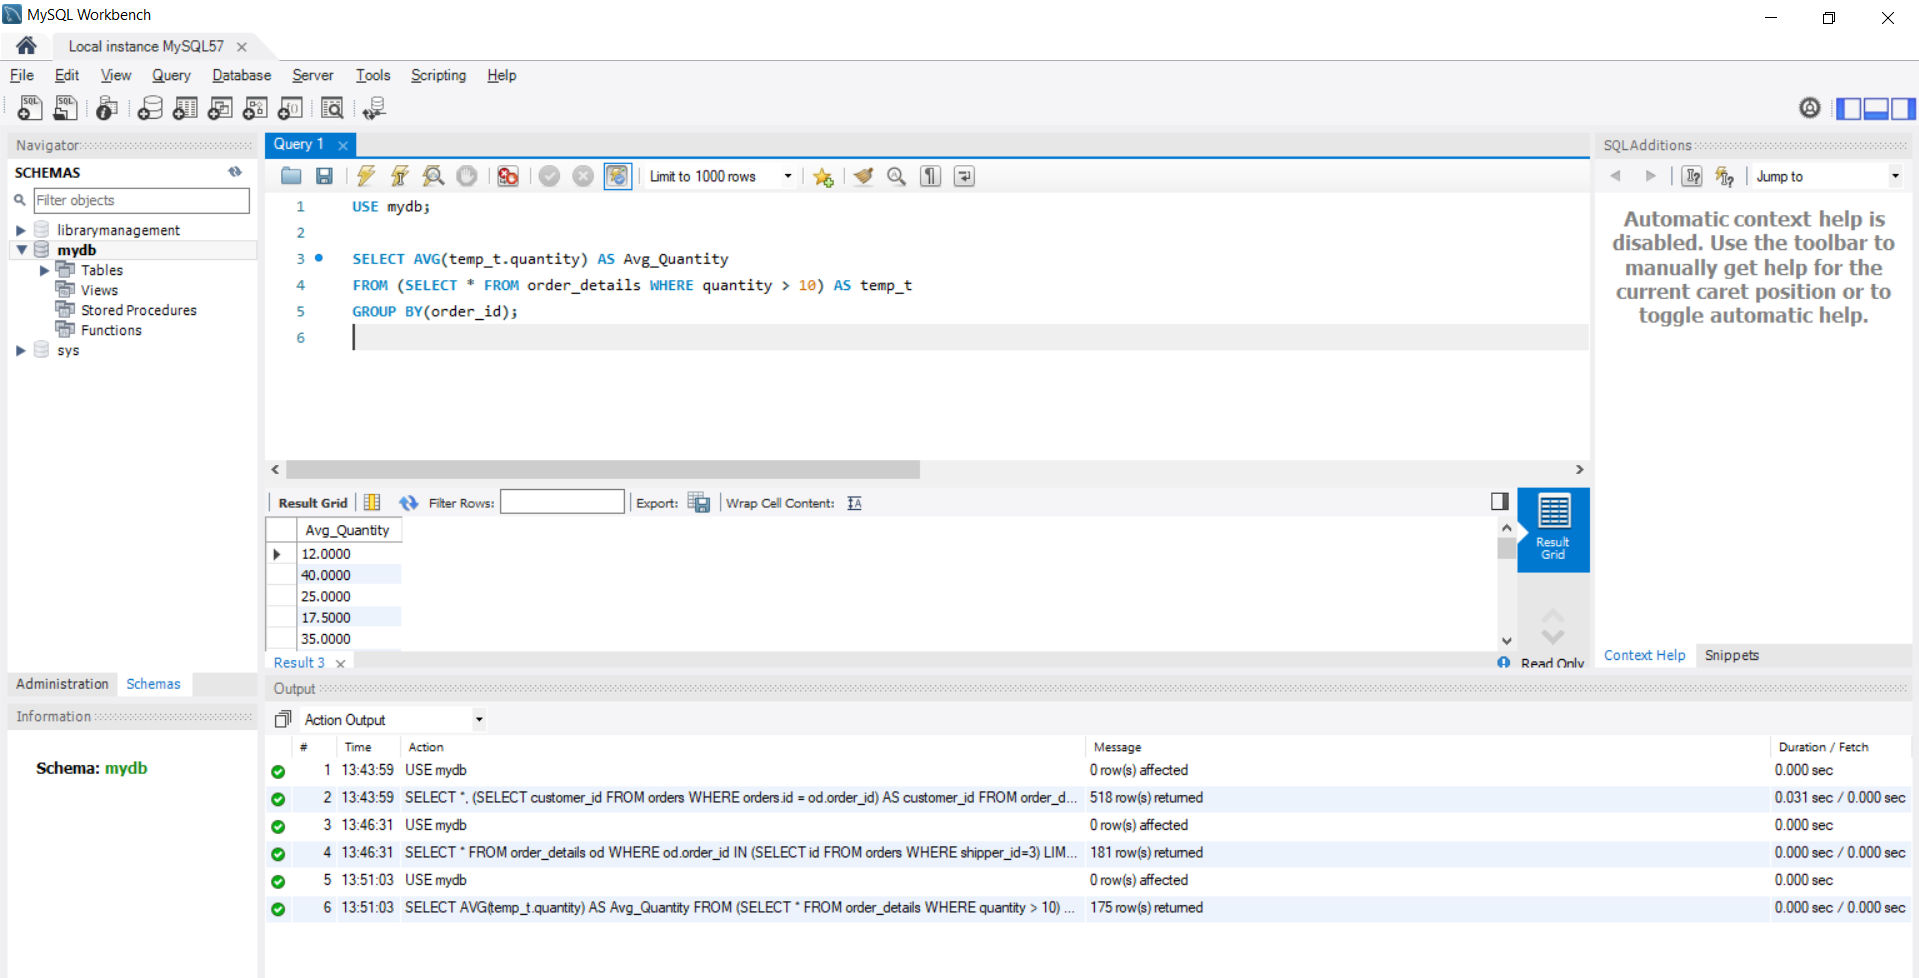 MySQL Workbench
Local instance MySQL57
File Edit View Query Database Server Tools Scripting Help
Navigator
SCHEMAS
Filter objects
librarymanagement
mydb
Tables
Views
Stored Procedures
Functions
sys
Administration Schemas
Information
Schema: mydb
Query 1
Limit to 1000 rows
1 USE mydb;
2
3 SELECT AVG(temp_t.quantity) AS Avg_Quantity
4 FROM (SELECT * FROM order_details WHERE quantity > 10) AS temp_t
5 GROUP BY(order_id);
6
Result Grid Filter Rows: Export: Wrap Cell Content:
Avg_Quantity
12.0000
40.0000
25.0000
17.5000
35.0000
Result Grid
Result 3 Read Only
SQLAdditions
Jump to
Automatic context help is
disabled. Use the toolbar to
manually get help for the
current caret position or to
toggle automatic help.
Context Help Snippets
Output
Action Output
# Time Action Message Duration / Fetch
1 13:43:59 USE mydb 0 row(s) affected 0.000 sec
2 13:43:59 SELECT *, (SELECT customer_id FROM orders WHERE orders.id = od.order_id) AS customer_id FROM order_d... 518 row(s) returned 0.031 sec / 0.000 sec
3 13:46:31 USE mydb 0 row(s) affected 0.000 sec
4 13:46:31 SELECT * FROM order_details od WHERE od.order_id IN (SELECT id FROM orders WHERE shipper_id=3) LIM... 181 row(s) returned 0.000 sec / 0.000 sec
5 13:51:03 USE mydb 0 row(s) affected 0.000 sec
6 13:51:03 SELECT AVG(temp_t.quantity) AS Avg_Quantity FROM (SELECT * FROM order_details WHERE quantity > 10) ... 175 row(s) returned 0.000 sec / 0.000 sec